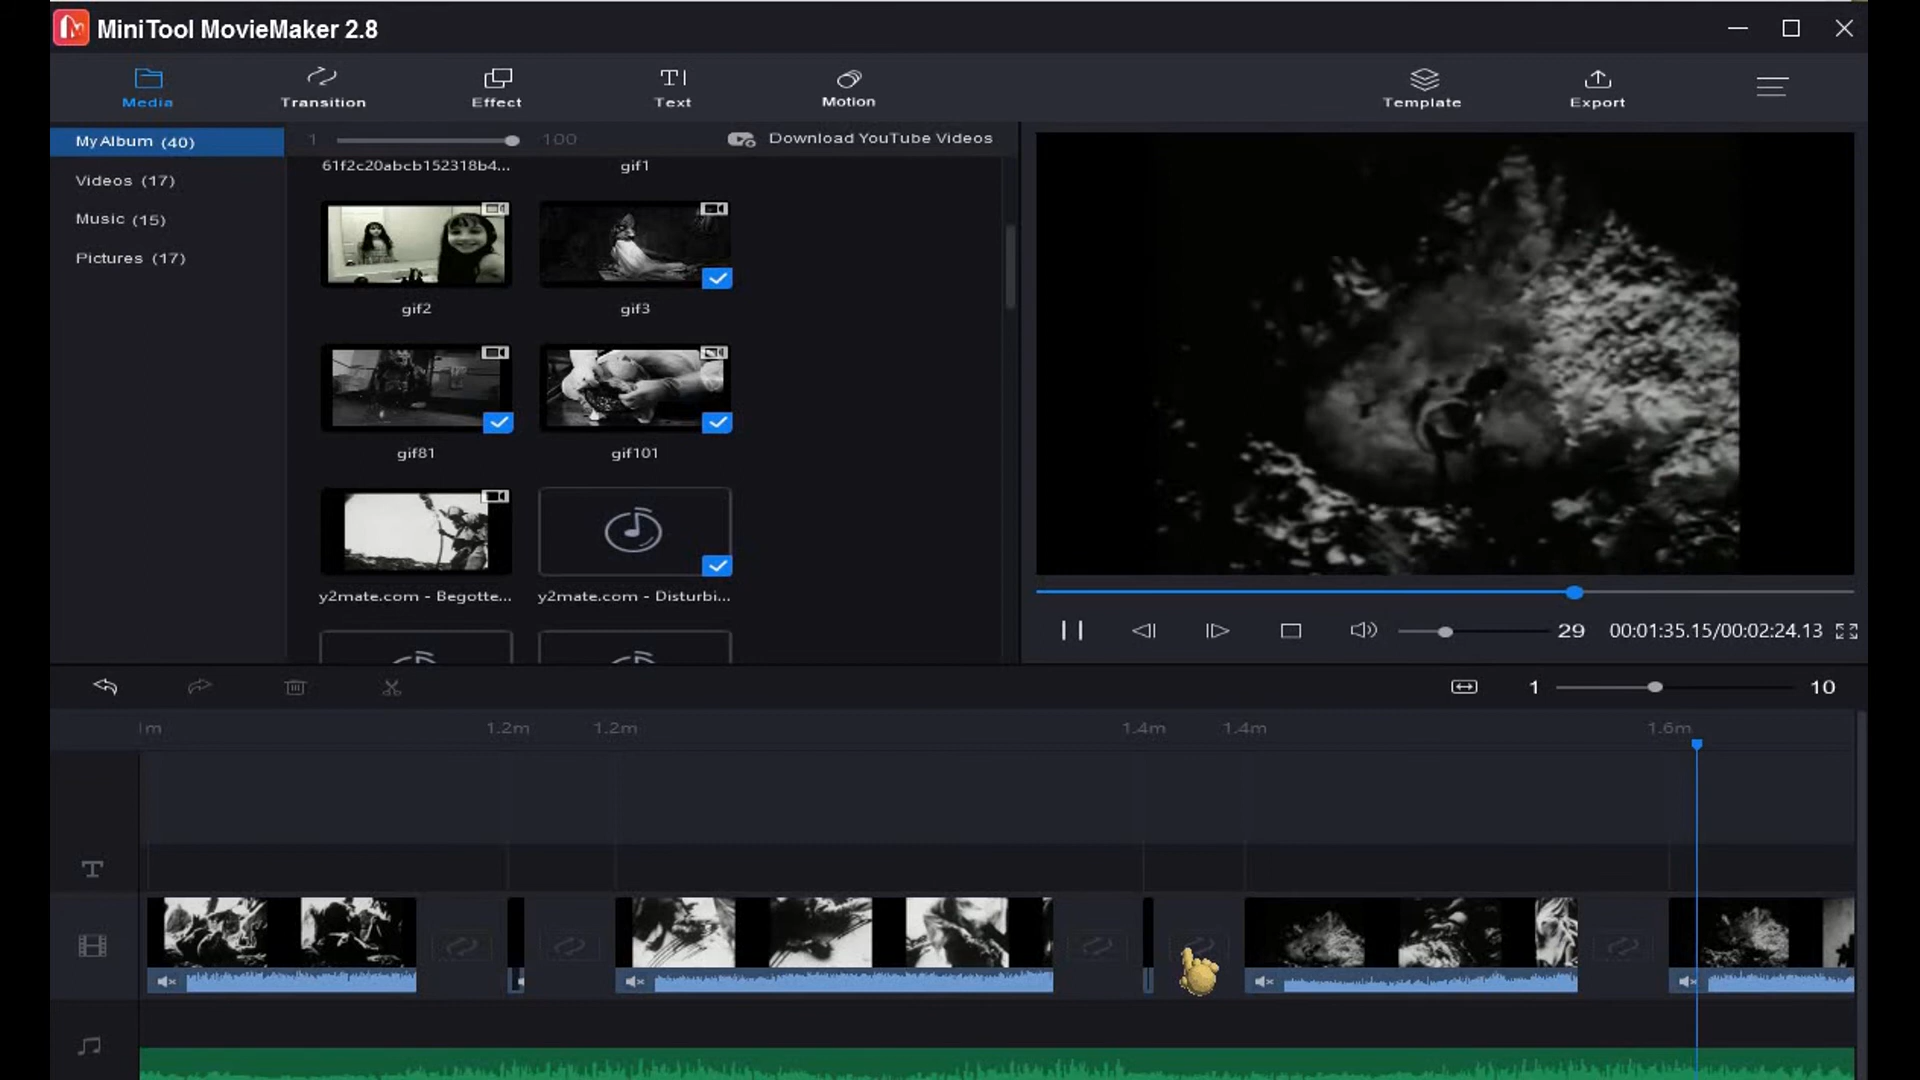 MiniTool MovieMaker 2.8
Media
Transition
Effect
Text
Motion
Template
Export
My Album (40)
1
100
Download YouTube Videos
Videos (17)
Music (15)
Pictures (17)
61f2c20abcb152318b4...
gif1
gif2
gif3
gif81
gif101
y2mate.com - Begotte...
y2mate.com - Disturbi...
29
00:01:35.15/00:02:24.13
1
10
1.2m
1.2m
1.4m
1.4m
1.6m